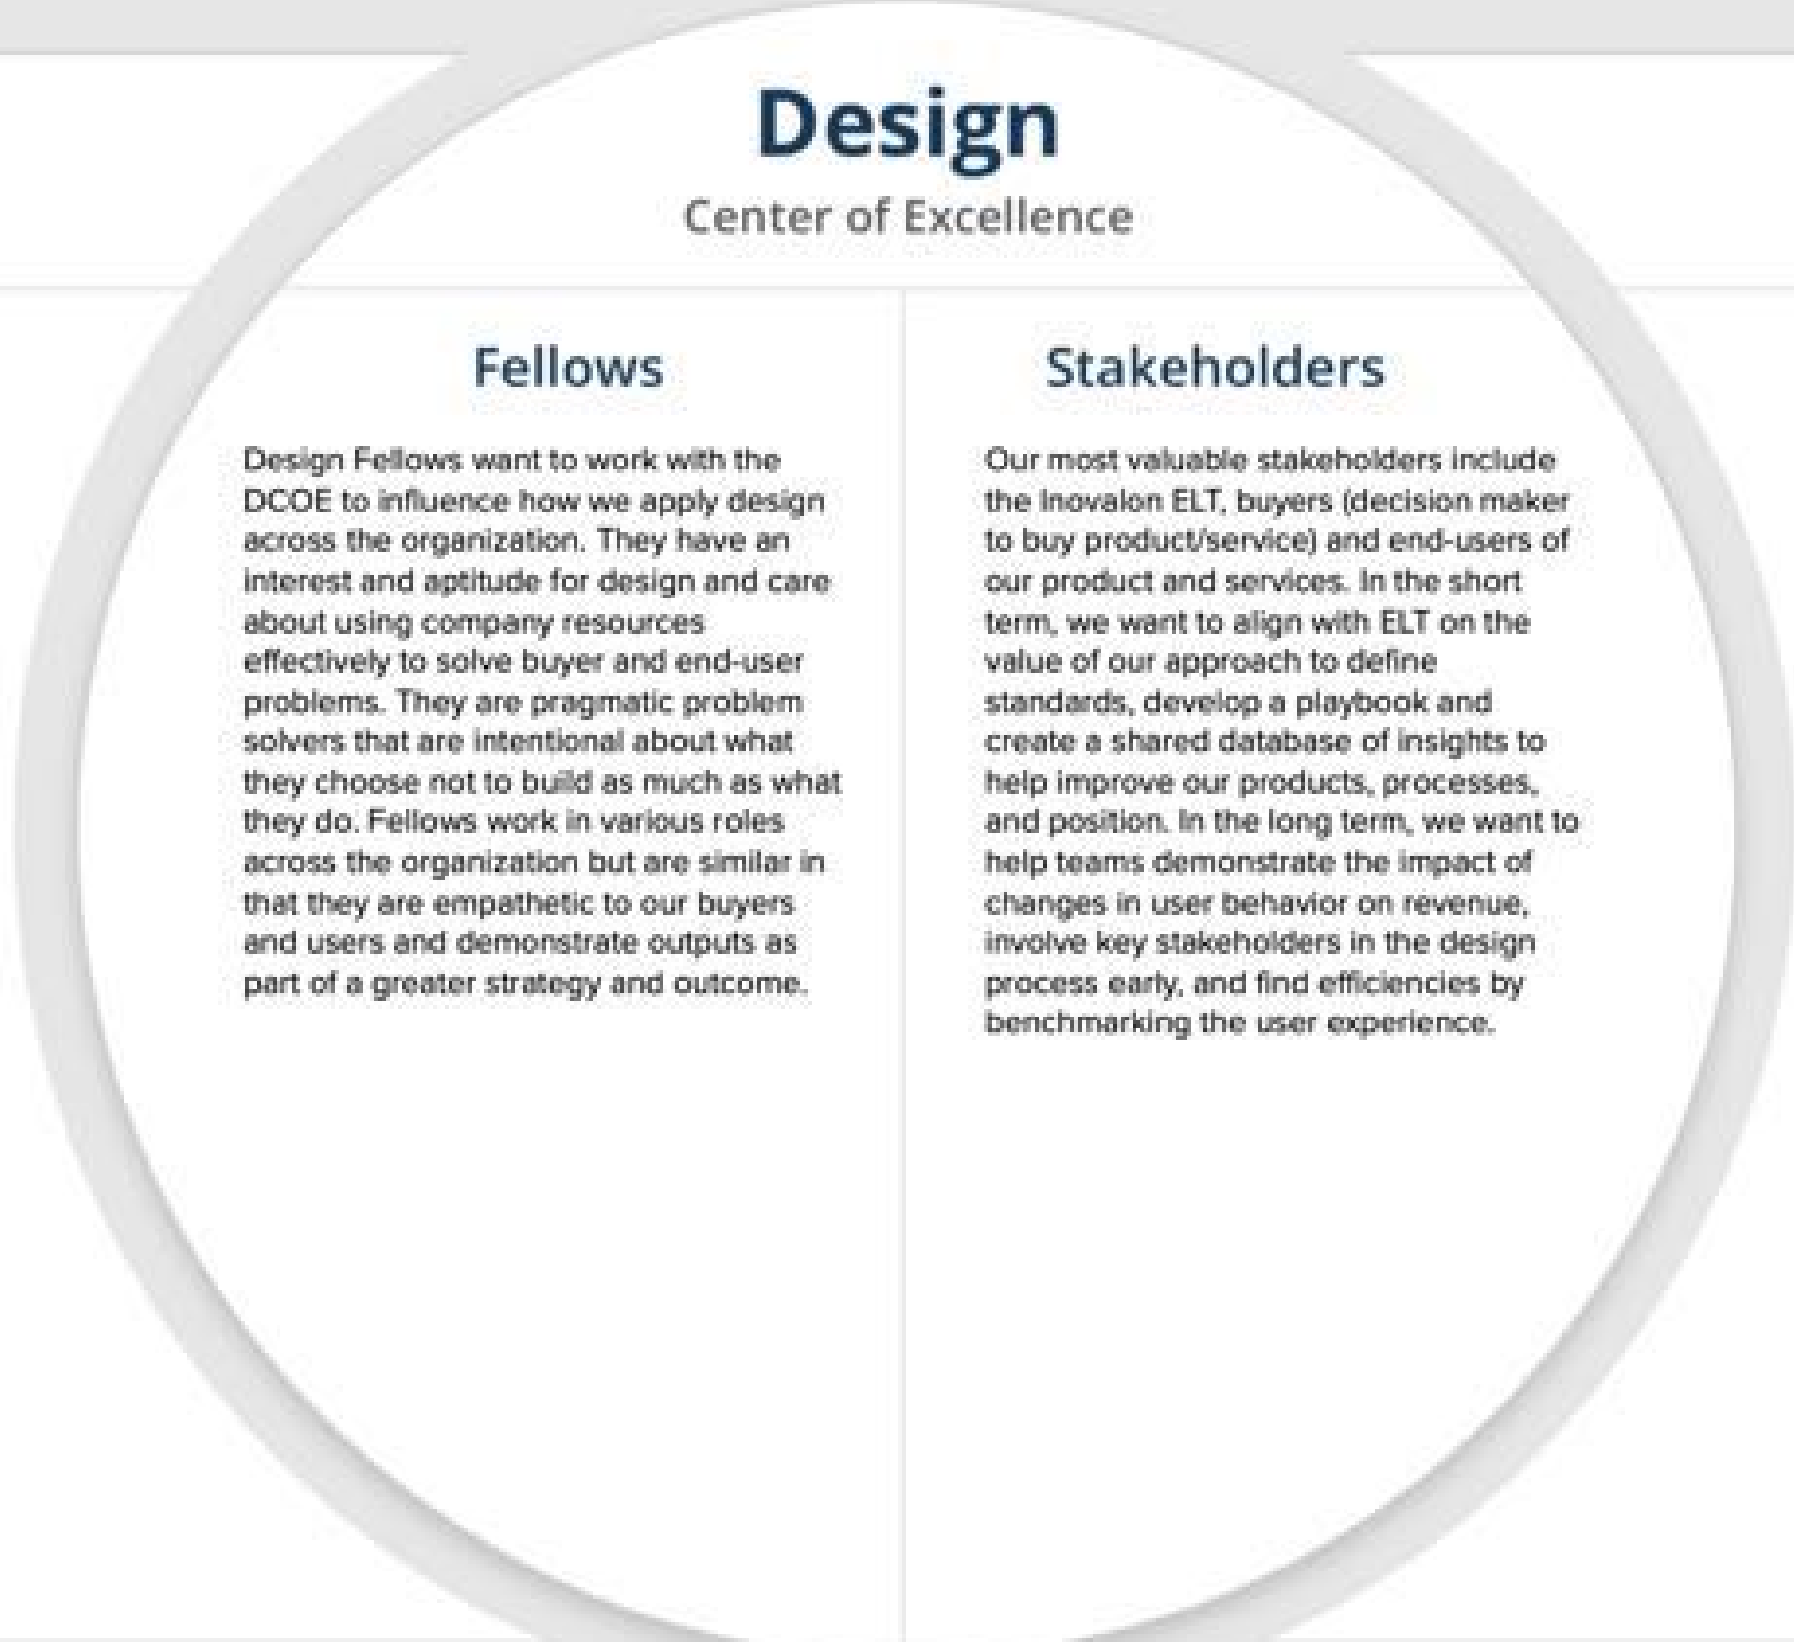 Design
Center of Excellence
Fellows
Design Fellows want to work with the
DCOE to influence how we apply design
across the organization. They have an
interest and aptitude for design and care
about using company resources
effectively to solve buyer and end-user
problems. They are pragmatic problem
solvers that are intentional about what
they choose not to build as much as what
they do. Fellows work in various roles
across the organization but are similar in
that they are empathetic to our buyers
and users and demonstrate outputs as
part of a greater strategy and outcome.
Stakeholders
Our most valuable stakeholders include
the Inovalon ELT, buyers (decision maker
to buy product/service) and end-users of
our product and services. In the short
term, we want to align with ELT on the
value of our approach to define
standards, develop a playbook and
create a shared database of insights to
help improve our products, processes,
and position. In the long term, we want to
help teams demonstrate the impact of
changes in user behavior on revenue,
involve key stakeholders in the design
process early, and find efficiencies by
benchmarking the user experience.